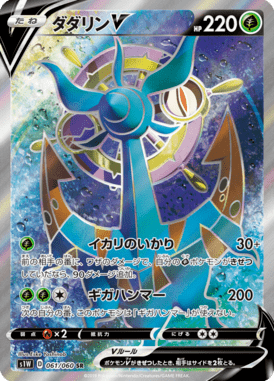 たね ダダリンV HP 220
イカリのいかり 30+
前の相手の番に、ワザのダメージで、自分の ポケモンがきぜつ
していたなら、90ダメージ追加。
ギガハンマー 200
次の自分の番、このポケモンは「ギガハンマー」が使えない。
弱点 ×2 抵抗力 にげる
Vルール
ポケモンVがきぜつしたとき、相手はサイドを2枚とる。
S1W 061/060 SR